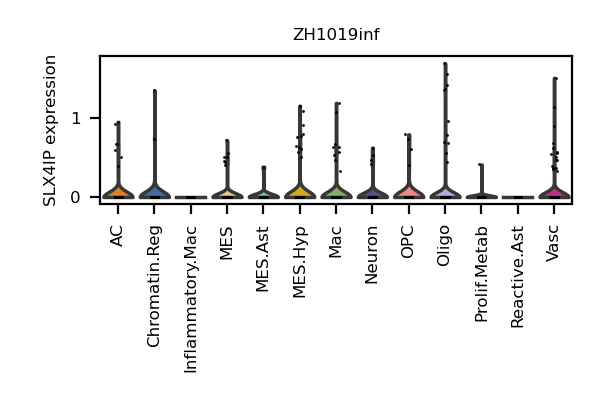 ZH1019inf
SLX4IP expression
1
0
AC
Chromatin.Reg
Inflammatory.Mac
MES
MES.Ast
MES.Hyp
Mac
Neuron
OPC
Oligo
Prolif.Metab
Reactive.Ast
Vasc